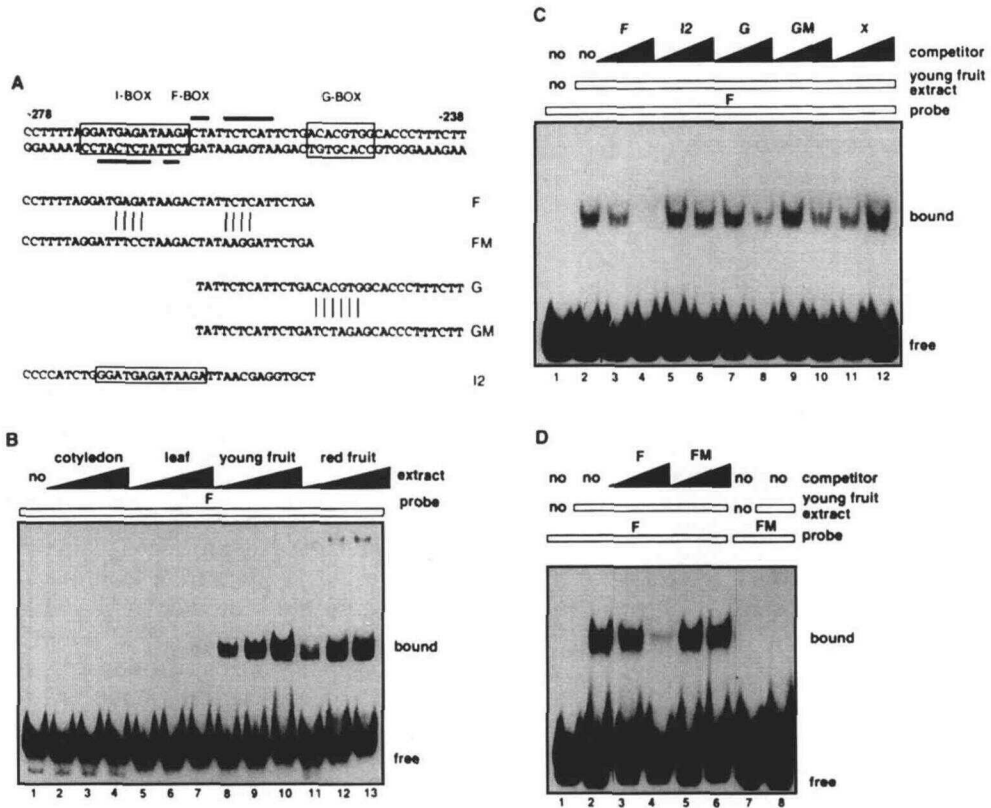 A
I-BOX F-BOX G-BOX
-278 -238
CCTTTTAGGATGAGATAAGACTATTCTCATTCTGACACGTGGCACCCTTTCTT
GGAAAATCCTACTCTATTCTGATAAGAGTAAGACTGTGCACCGTGGGAAAGAA
CCTTTTAGGATGAGATAAGACTATTCTCATTCTGA F
CCTTTTAGGATTTCCTAAGACTATAAGGATTCTGA FM
TATTCTCATTCTGACACGTGGCACCCTTTCTT G
TATTCTCATTCTGATCTAGAGCACCCTTTCTT GM
CCCCATCTGGGATGAGATAAGATTAACGAGGTGCT I2
B
no cotyledon leaf young fruit red fruit extract
F probe
bound
free
1 2 3 4 5 6 7 8 9 10 11 12 13
C
F I2 G GM X
no no competitor
no young fruit
extract
F probe
bound
free
1 2 3 4 5 6 7 8 9 10 11 12
D
F FM
no no no no competitor
no no young fruit
extract
F FM probe
bound
free
1 2 3 4 5 6 7 8